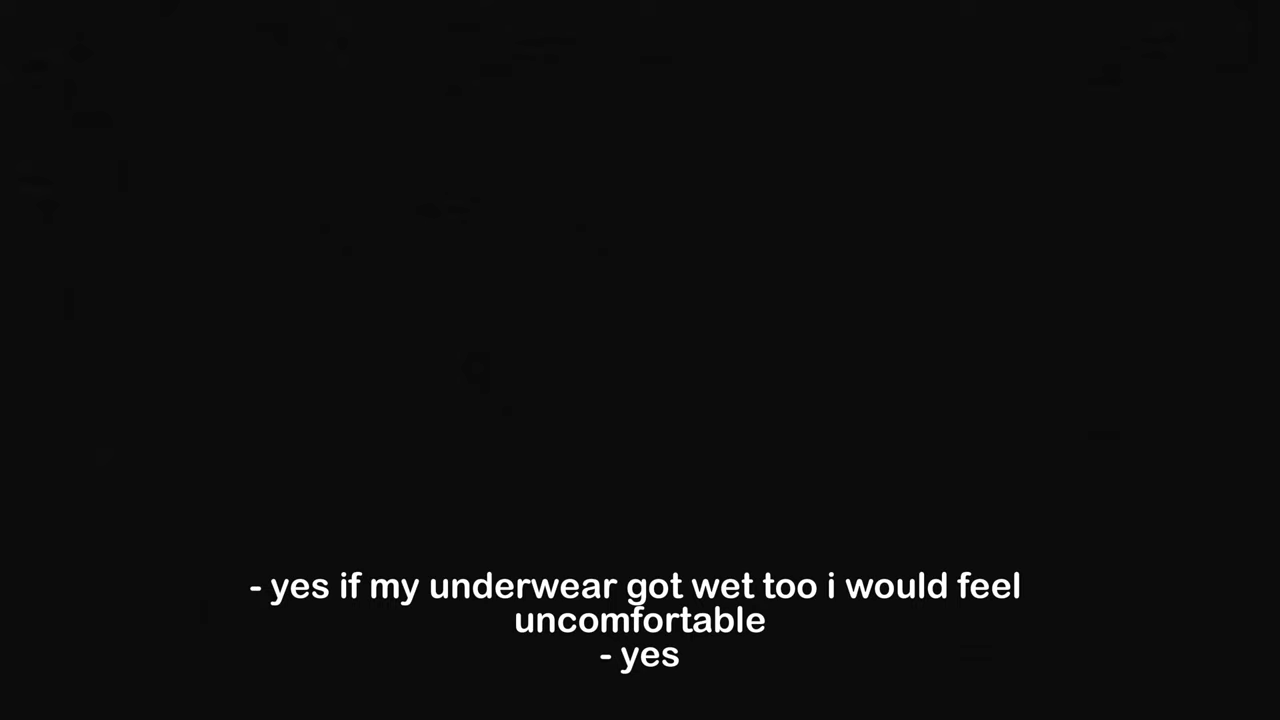 - yes if my underwear got wet too i would feel
uncomfortable
- yes